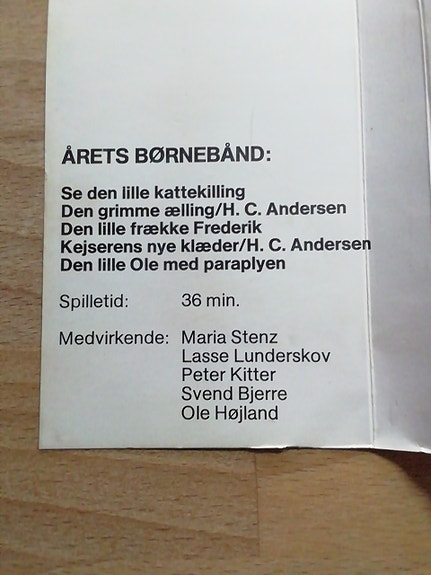 ÅRETS BØRNEBÅND:
Se den lille kattekilling
Den grimme ælling/H. C. Andersen
Den lille frække Frederik
Kejserens nye klæder/H. C. Andersen
Den lille Ole med paraplyen
Spilletid: 36 min.
Medvirkende: Maria Stenz
Lasse Lunderskov
Peter Kitter
Svend Bjerre
Ole Højland